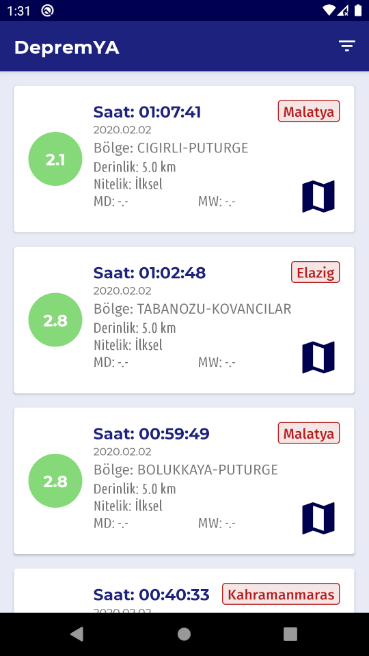 1:31
DepremYA
Saat: 01:07:41 Malatya
2020.02.02
2.1
Bölge: CIGIRLI-PUTURGE
Derinlik: 5.0 km
Nitelik: İlksel
MD: -.- MW: -.-
Saat: 01:02:48 Elazig
2020.02.02
2.8
Bölge: TABANOZU-KOVANCILAR
Derinlik: 5.0 km
Nitelik: İlksel
MD: -.- MW: -.-
Saat: 00:59:49 Malatya
2020.02.02
2.8
Bölge: BOLUKKAYA-PUTURGE
Derinlik: 5.0 km
Nitelik: İlksel
MD: -.- MW: -.-
Saat: 00:40:33 Kahramanmaras
2020.02.02